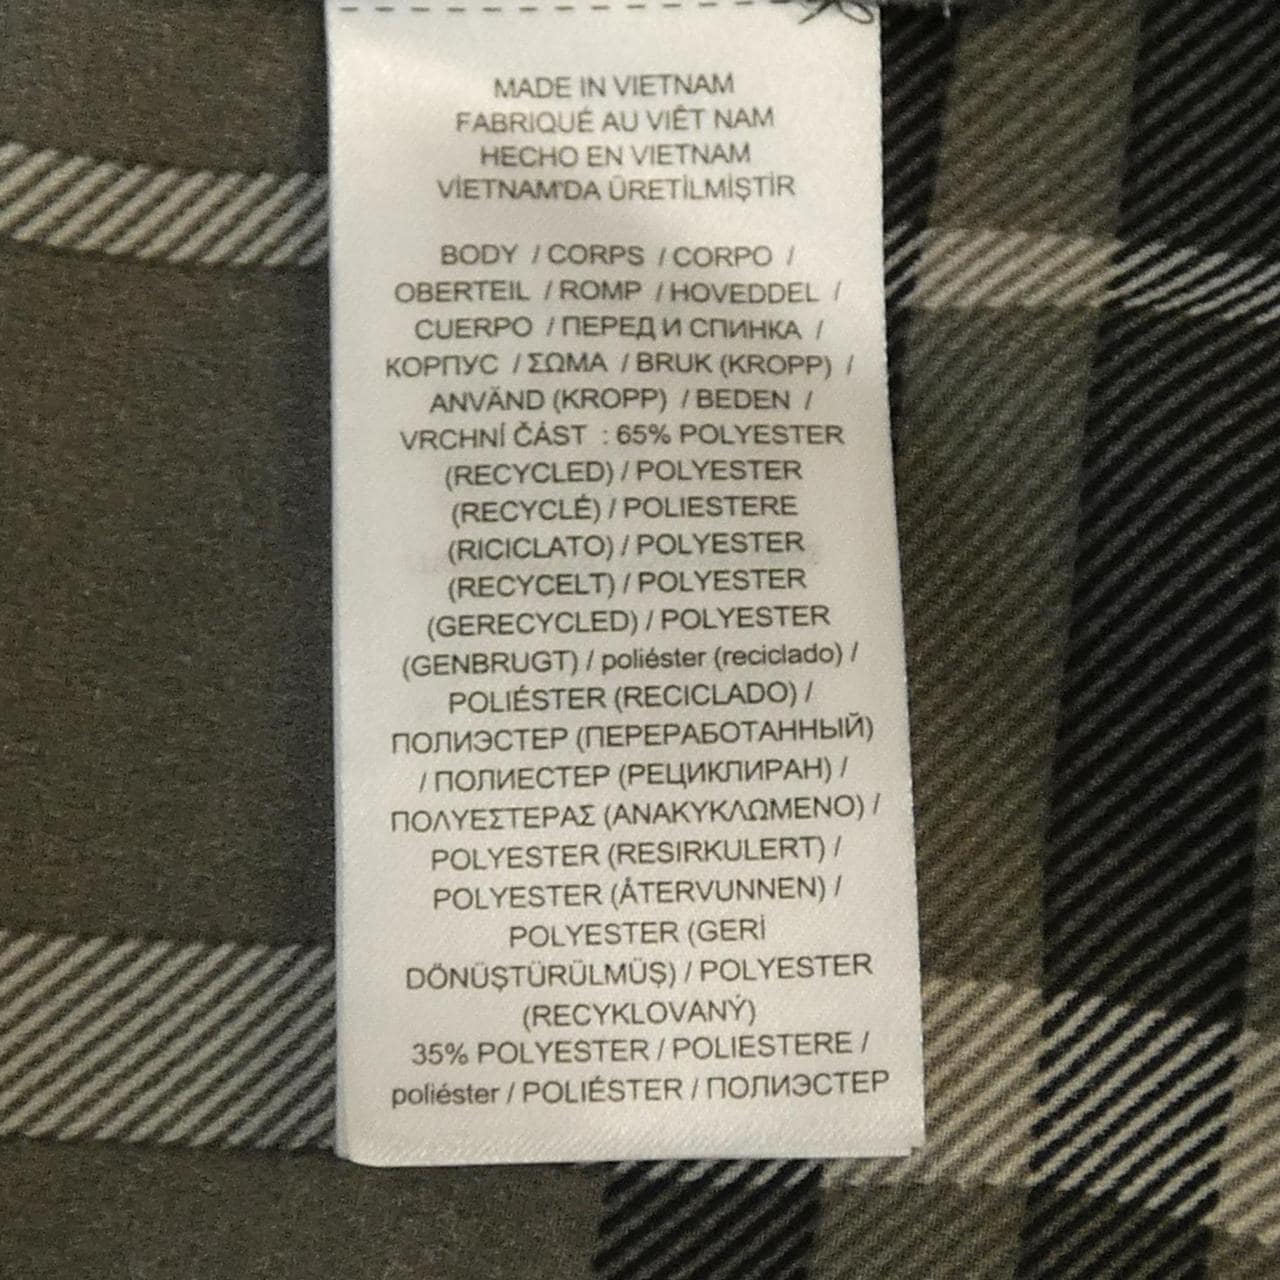 MADE IN VIETNAM
FABRIQUÉ AU VIÊT NAM
HECHO EN VIETNAM
VİETNAM'DA ÜRETİLMİŞTİR
BODY / CORPS / CORPO /
OBERTEIL / ROMP / HOVEDDEL /
CUERPO / ПЕРЕД И СПИНКА /
КОРПУС / ΣΩΜΑ / BRUK (KROPP) /
ANVÄND (KROPP) / BEDEN /
VRCHNÍ ČÁST : 65% POLYESTER
(RECYCLED) / POLYESTER
(RECYCLÉ) / POLIESTERE
(RICICLATO) / POLYESTER
(RECYCELT) / POLYESTER
(GERECYCLED) / POLYESTER
(GENBRUGT) / poliéster (reciclado) /
POLIÉSTER (RECICLADO) /
ПОЛИЭСТЕР (ПЕРЕРАБОТАННЫЙ)
/ ПОЛИЕСТЕР (РЕЦИКЛИРАН) /
ΠΟΛΥΕΣΤΕΡΑΣ (ΑΝΑΚΥΚΛΩΜΕΝΟ) /
POLYESTER (RESIRKULERT) /
POLYESTER (ÅTERVUNNEN) /
POLYESTER (GERİ
DÖNÜŞTÜRÜLMÜŞ) / POLYESTER
(RECYKLOVANÝ)
35% POLYESTER / POLIESTERE /
poliéster / POLIÉSTER / ПОЛИЭСТЕР